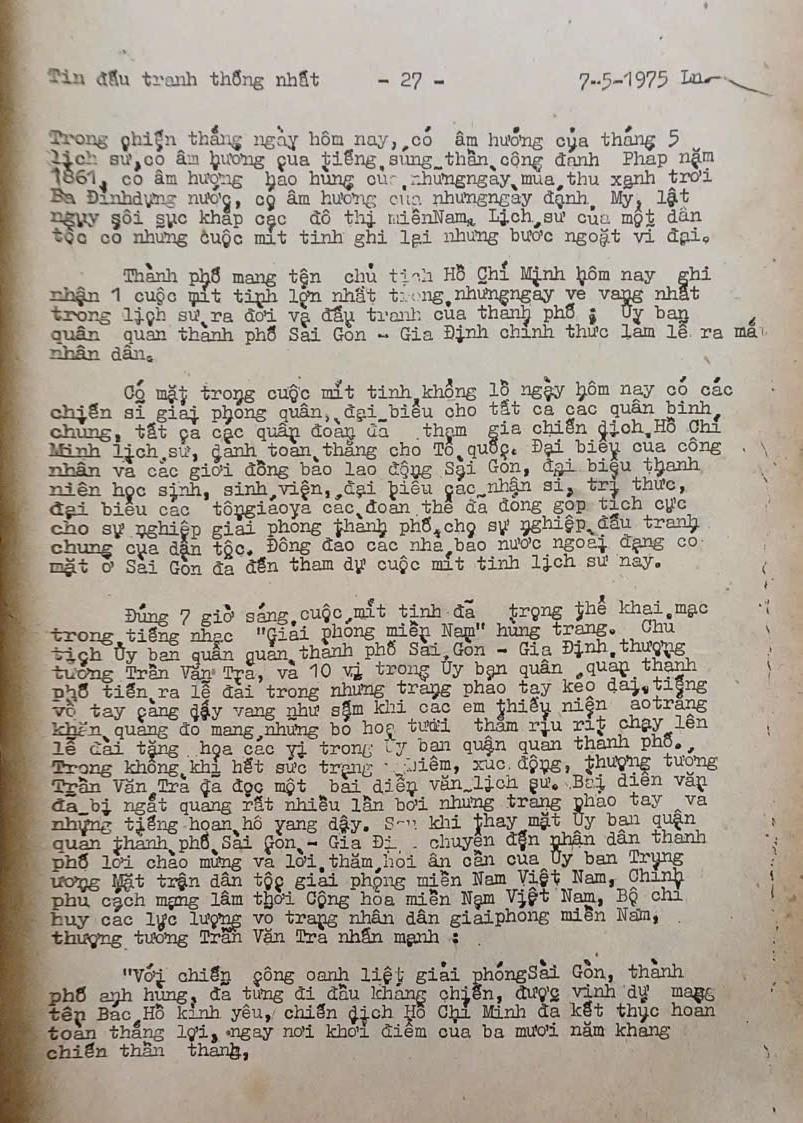 Tin đấu tranh thống nhất - 27 - 7-5-1975 Ln.
Trong chiến thắng ngày hôm nay, có âm hưởng của tháng 5
lịch sử, có âm hưởng của tiếng súng thần công đánh Pháp năm
1861, có âm hưởng hào hùng của nhữngngày mùa thu xanh trời
Ba Đìnhdựng nước, có âm hưởng của nhữngngày đánh Mỹ, lật
ngụy sôi sục khắp các đô thị miềnNam. Lịch sử của một dân
tộc có những cuộc mít tinh ghi lại những bước ngoặt vĩ đại.
Thành phố mang tên chủ tịch Hồ Chí Minh hôm nay ghi
nhận 1 cuộc mít tinh lớn nhất trong nhữngngày vẻ vang nhất
trong lịch sử ra đời và đấu tranh của thành phố ; Ủy ban
quân quan thành phố Sài Gòn - Gia Định chính thức làm lễ ra mắ
nhân dân.
Có mặt trong cuộc mít tinh khổng lồ ngày hôm nay có các
chiến sĩ giải phóng quân, đại biểu cho tất cả các quân binh
chủng, tất cả các quân đoàn đã tham gia chiến dịch Hồ Chí
Minh lịch sử, dành toàn thắng cho Tổ quốc. Đại biểu của công
nhân và các giới đồng bào lao động Sài Gòn, đại biểu thanh
niên học sinh, sinh viện, đại biểu các nhân sĩ, trí thức,
đại biểu các tôngiáovà các đoàn thể đã đóng góp tích cực
cho sự nghiệp giải phóng thành phố, cho sự nghiệp đấu tranh
chung của dân tộc. Đông đảo các nhà báo nước ngoài đang có
mặt ở Sài Gòn đã đến tham dự cuộc mít tinh lịch sử này.
Đúng 7 giờ sáng cuộc mít tinh đã trọng thể khai mạc
trong tiếng nhạc "Giải phóng miền Nam" hùng tráng. Chủ
tịch Ủy ban quân quản thành phố Sài Gòn - Gia Định thượng
tướng Trần Văn Trà, và 10 vị trong Ủy ban quân quản thành
phố tiến ra lễ đài trong những tràng pháo tay kéo dài, tiếng
vỗ tay càng dậy vang như sấm khi các em thiếu niên áotrắng
khăn quàng đỏ mang những bó hoa tươi thắm ríu rít chạy lên
lễ đài tặng hoa các vị trong Ủy ban quận quản thành phố.
Trong không khí hết sức trang nghiêm, xúc động, thượng tướng
Trần Văn Trà đã đọc một bài diễn văn lịch sử. Bài diễn văn
đã bị ngắt quãng rất nhiều lần bởi những tràng pháo tay và
những tiếng hoan hô vang dậy. Sau khi thay mặt Ủy ban quân
quản thành phố Sài Gòn - Gia Đị chuyển đến nhân dân thành
phố lời chào mừng và lời thăm hỏi ân cần của Ủy ban Trung
ương Mặt trận dân tộc giải phóng miền Nam Việt Nam, Chính
phủ cách mạng lâm thời Cộng hòa miền Nam Việt Nam, Bộ chỉ
huy các lực lượng võ trang nhân dân giảiphóng miền Nam,
thượng tướng Trần Văn Trà nhấn mạnh :
"Với chiến công oanh liệt giải phóngSài Gòn, thành
phố anh hùng, đã từng đi đầu kháng chiến, được vinh dự mang
tên Bác Hồ kính yêu, chiến dịch Hồ Chí Minh đã kết thúc hoàn
toàn thắng lợi, ngay nơi khởi điểm của ba mươi năm kháng
chiến thần thánh,